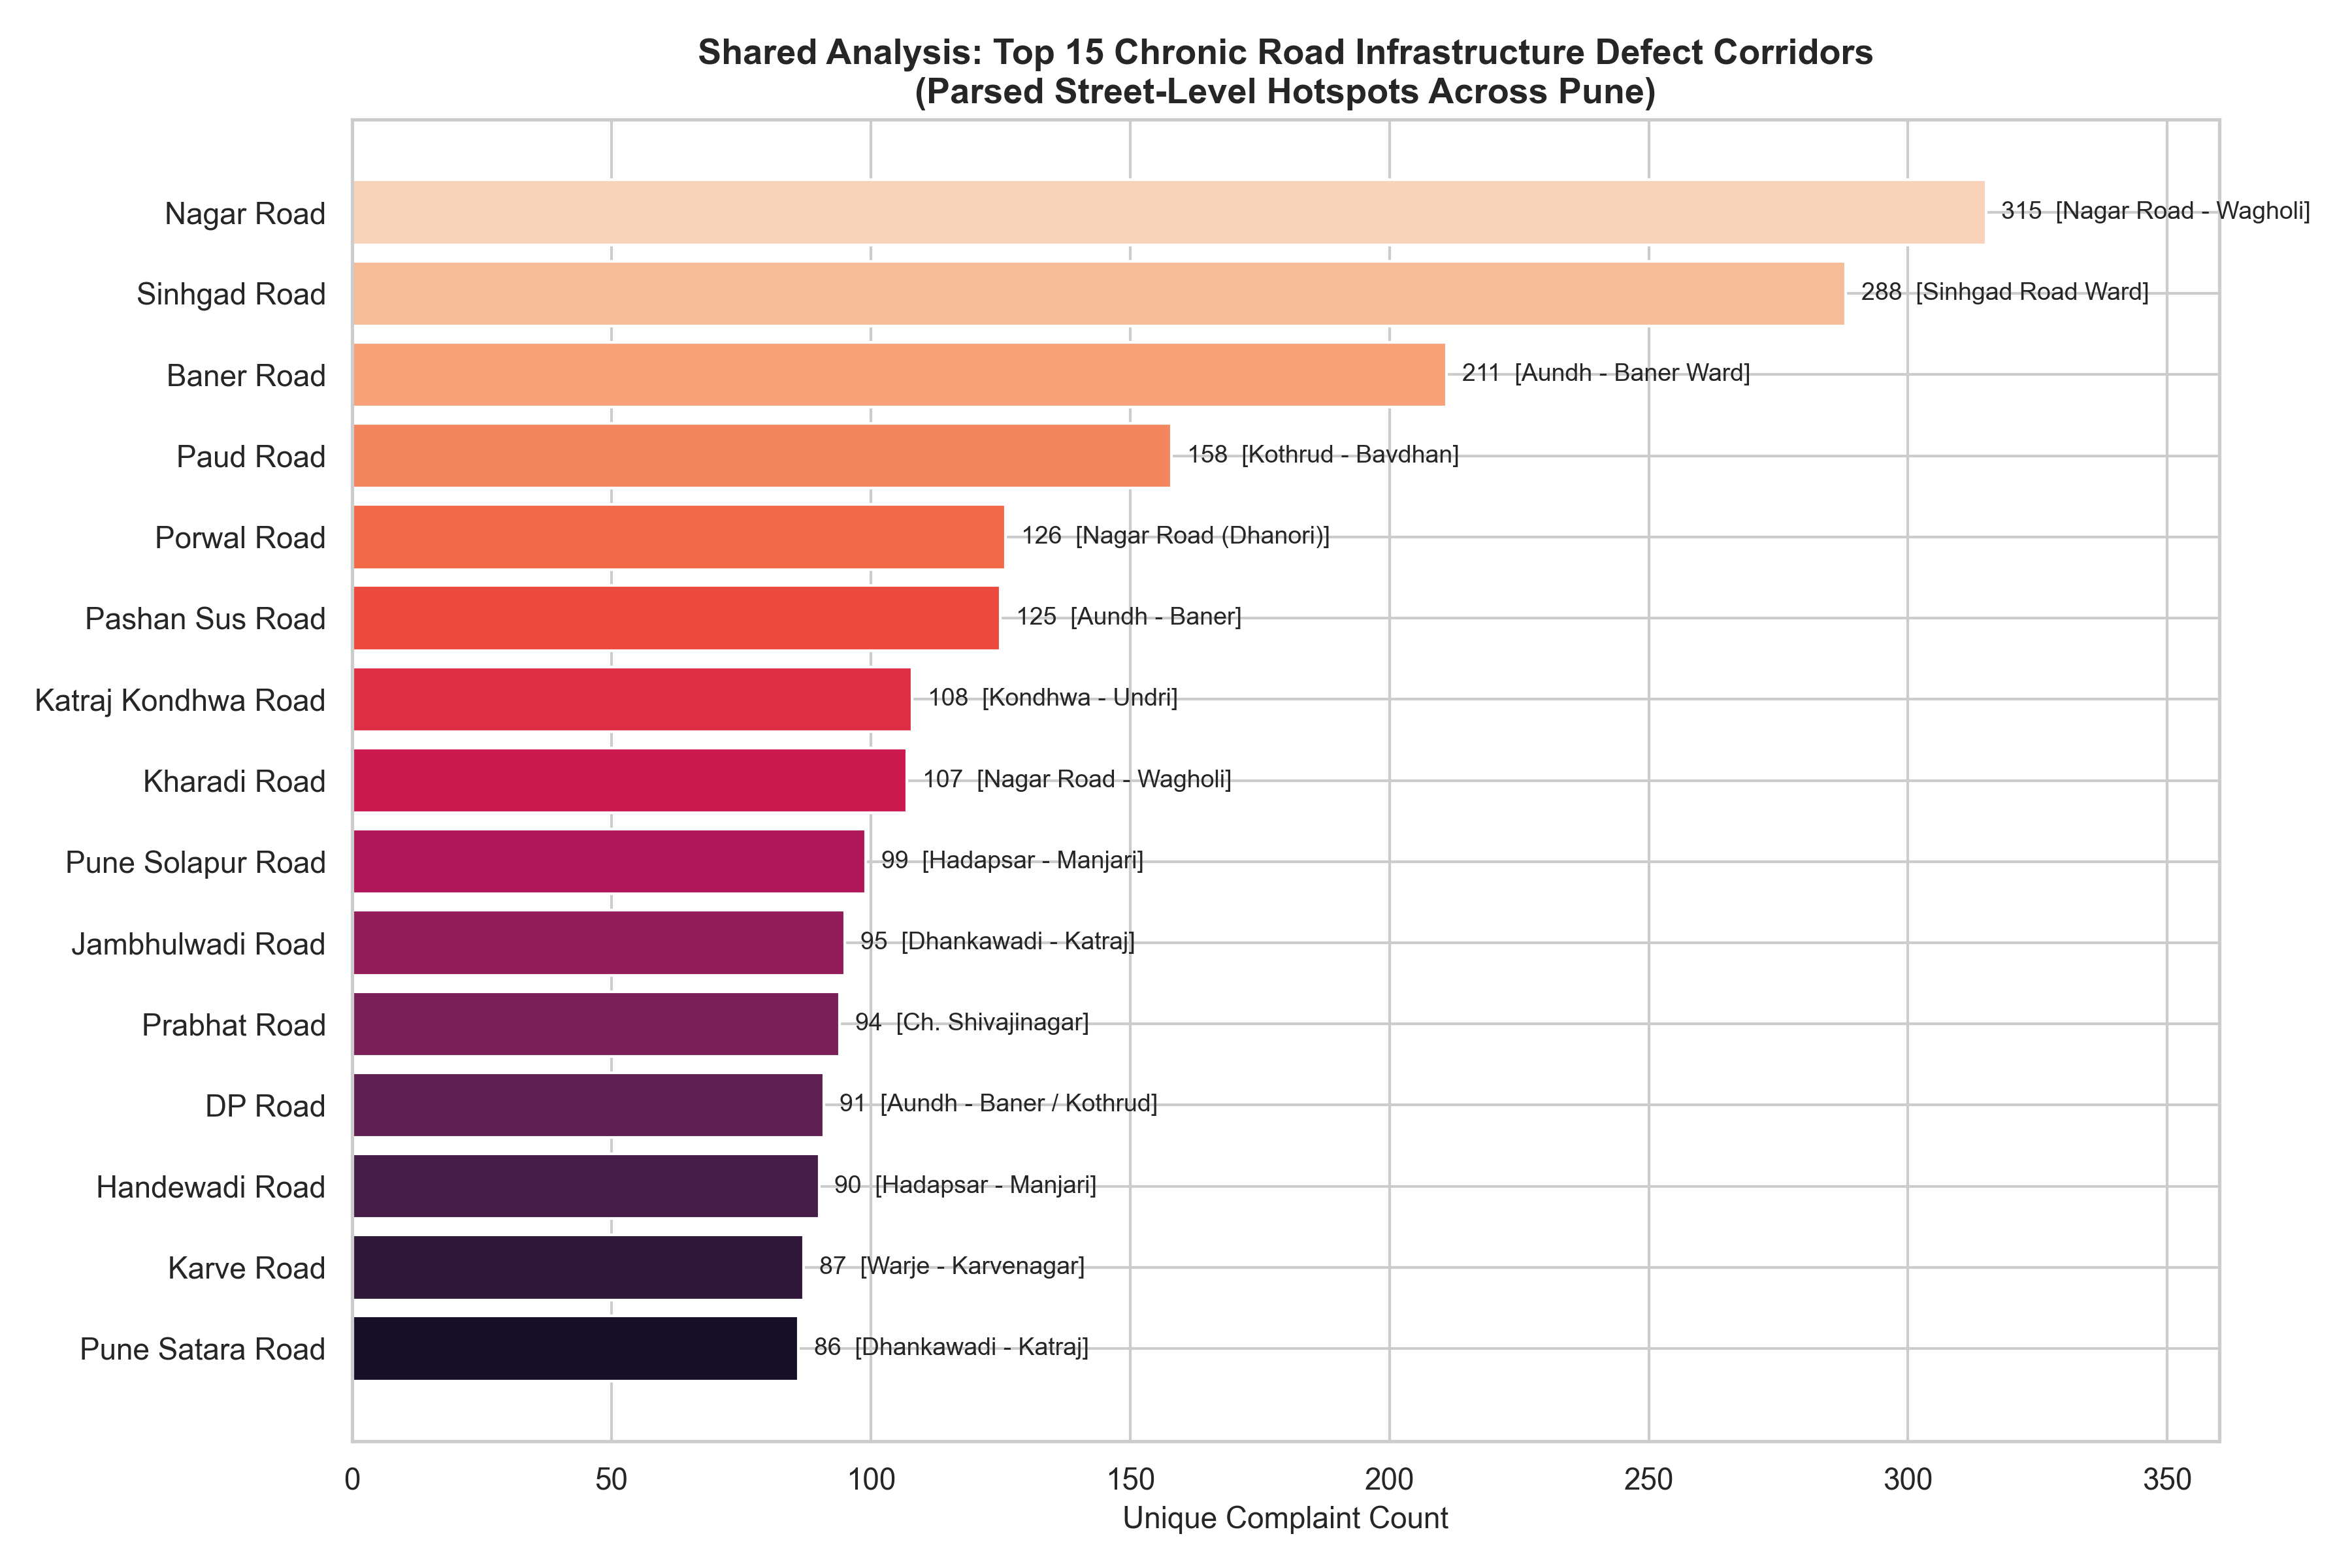 Shared Analysis: Top 15 Chronic Road Infrastructure Defect Corridors
(Parsed Street-Level Hotspots Across Pune)
Nagar Road 315 [Nagar Road - Wagholi]
Sinhgad Road 288 [Sinhgad Road Ward]
Baner Road 211 [Aundh - Baner Ward]
Paud Road 158 [Kothrud - Bavdhan]
Porwal Road 126 [Nagar Road (Dhanori)]
Pashan Sus Road 125 [Aundh - Baner]
Katraj Kondhwa Road 108 [Kondhwa - Undri]
Kharadi Road 107 [Nagar Road - Wagholi]
Pune Solapur Road 99 [Hadapsar - Manjari]
Jambhulwadi Road 95 [Dhankawadi - Katraj]
Prabhat Road 94 [Ch. Shivajinagar]
DP Road 91 [Aundh - Baner / Kothrud]
Handewadi Road 90 [Hadapsar - Manjari]
Karve Road 87 [Warje - Karvenagar]
Pune Satara Road 86 [Dhankawadi - Katraj]
0 50 100 150 200 250 300 350
Unique Complaint Count